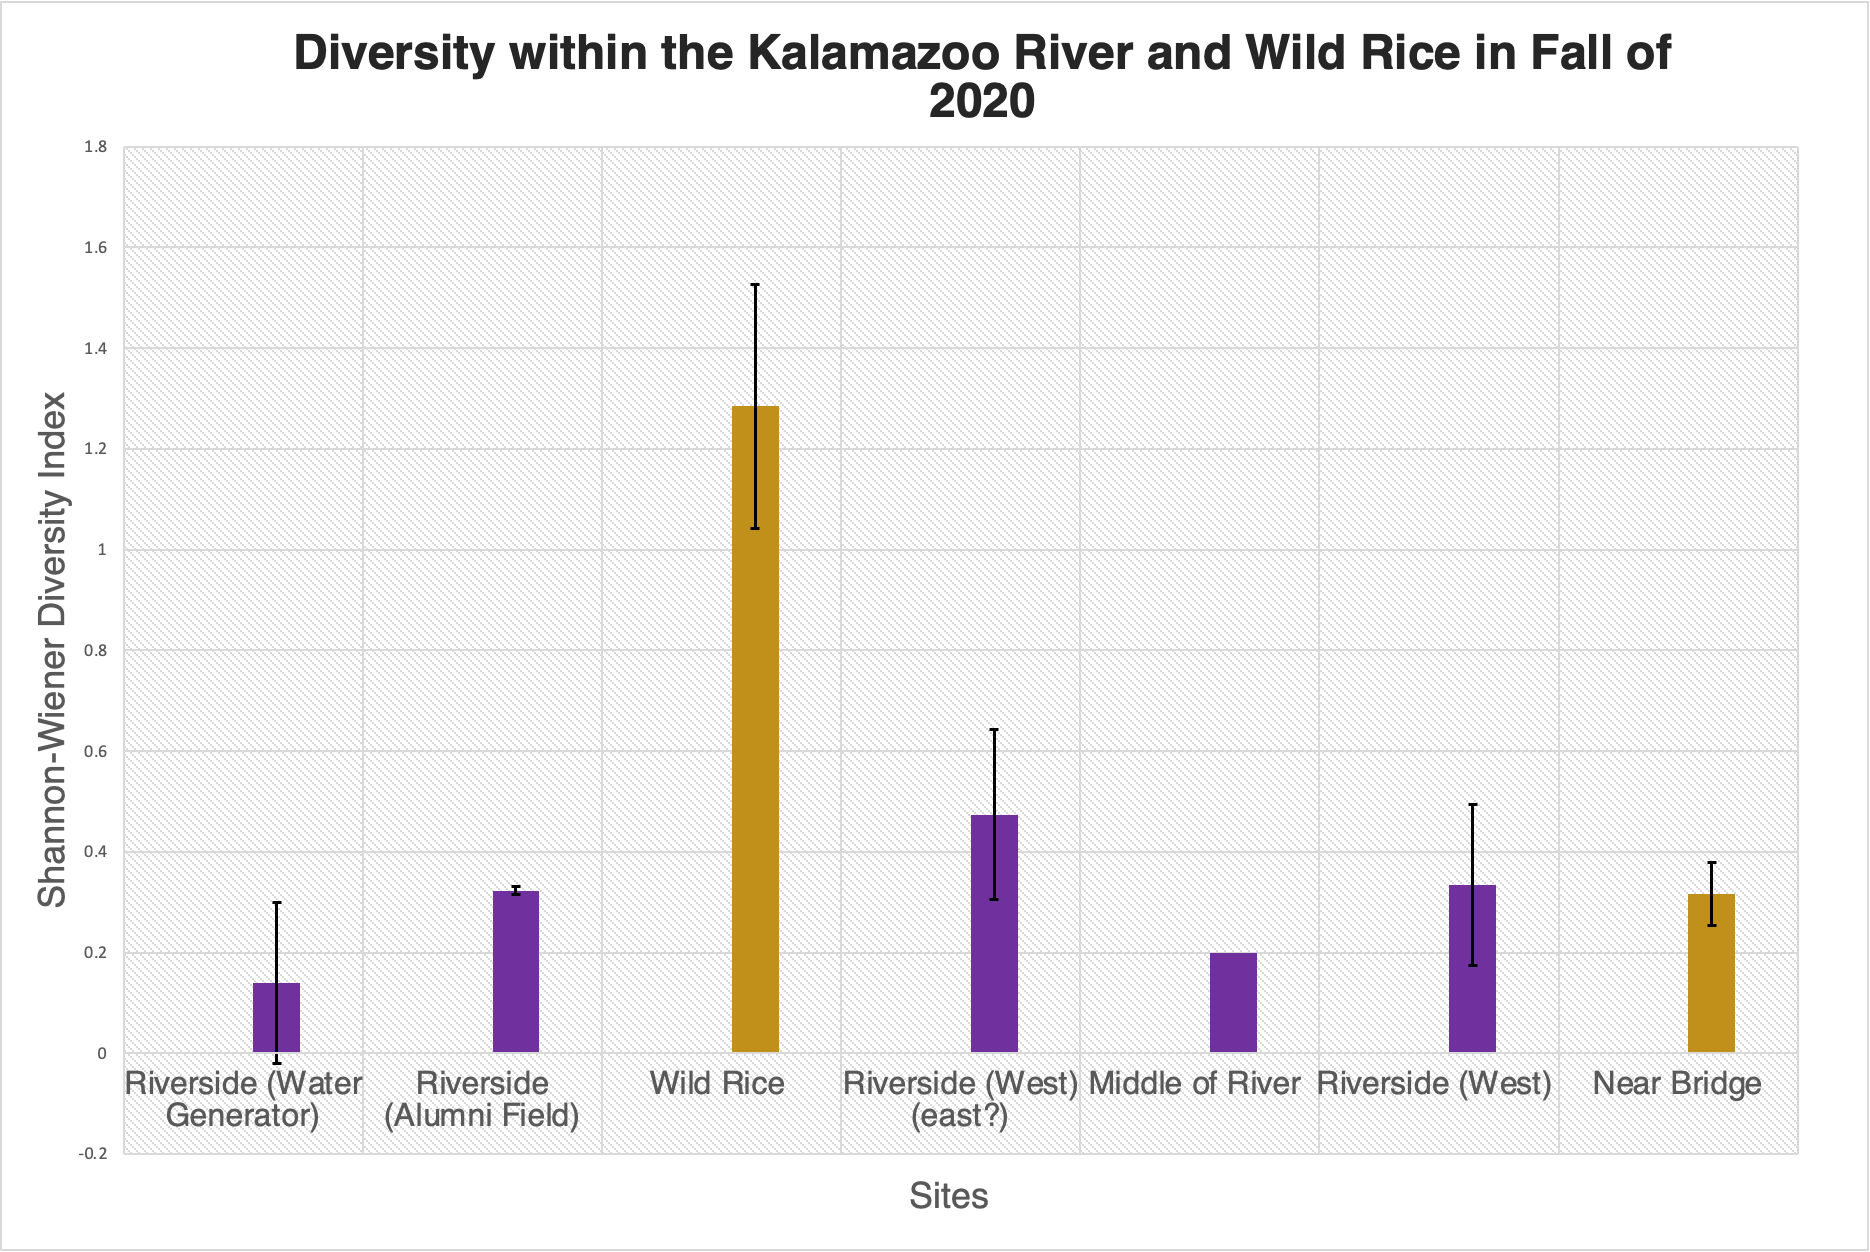 Diversity within the Kalamazoo River and Wild Rice in Fall of
2020
Shannon-Wiener Diversity Index
1.8
1.6
1.4
1.2
1
0.8
0.6
0.4
0.2
0
-0.2
Riverside (Water
Generator)
Riverside
(Alumni Field)
Wild Rice
Riverside (West)
(east?)
Middle of River
Riverside (West)
Near Bridge
Sites